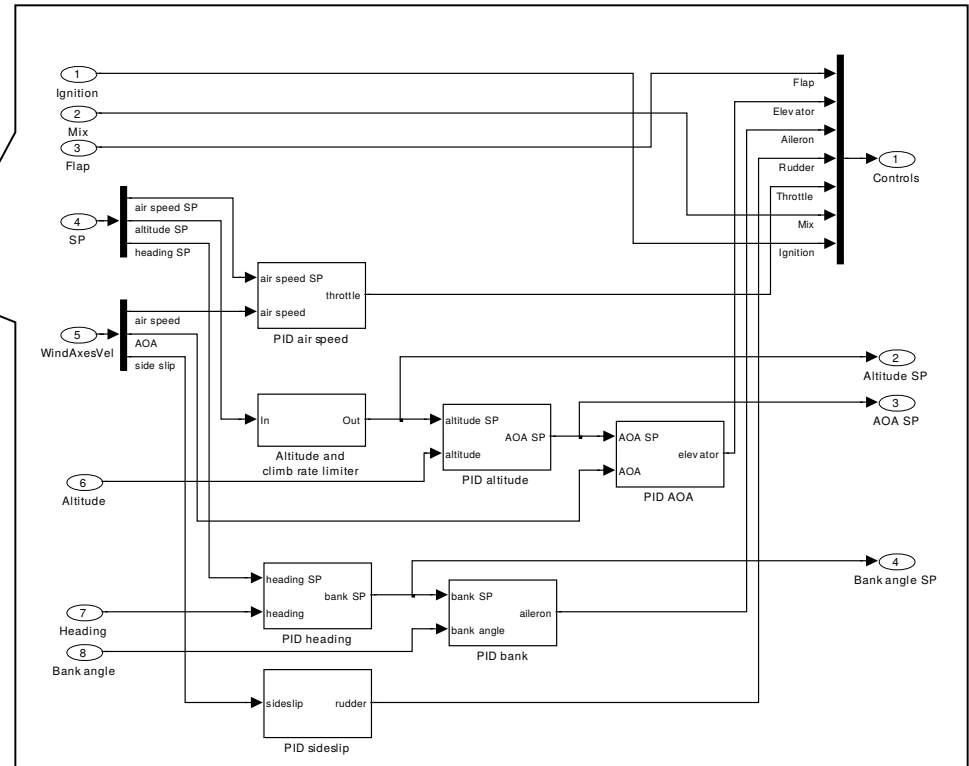 1
Ignition
2
Mix
3
Flap
4
SP
air speed SP
altitude SP
heading SP
5
WindAxesVel
air speed
AOA
side slip
air speed SP
air speed
throttle
PID air speed
In
Out
Altitude and
climb rate limiter
altitude SP
altitude
AOA SP
PID altitude
AOA SP
AOA
elevator
PID AOA
6
Altitude
heading SP
heading
bank SP
PID heading
7
Heading
8
Bank angle
bank SP
bank angle
aileron
PID bank
sideslip
rudder
PID sideslip
Flap
Elevator
Aileron
Rudder
Throttle
Mix
Ignition
1
Controls
2
Altitude SP
3
AOA SP
4
Bank angle SP